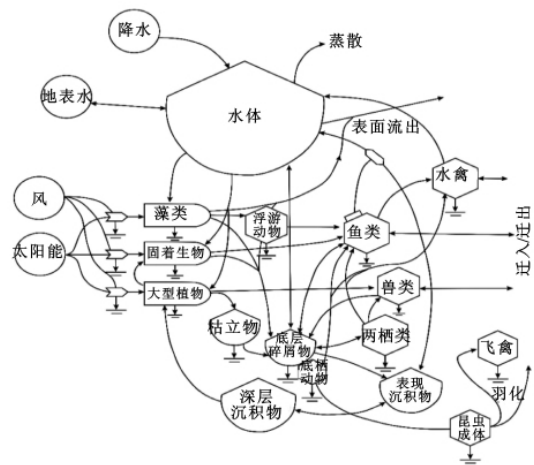 降水
蒸散
地表水
水体
表面流出
水禽
风
藻类
浮游
动物
鱼类
太阳能
固着生物
迁入/迁出
大型植物
兽类
枯立物
底层
碎屑物
两栖类
底栖
动物
飞禽
深层
沉积物
表现
沉积物
羽化
昆虫
成体